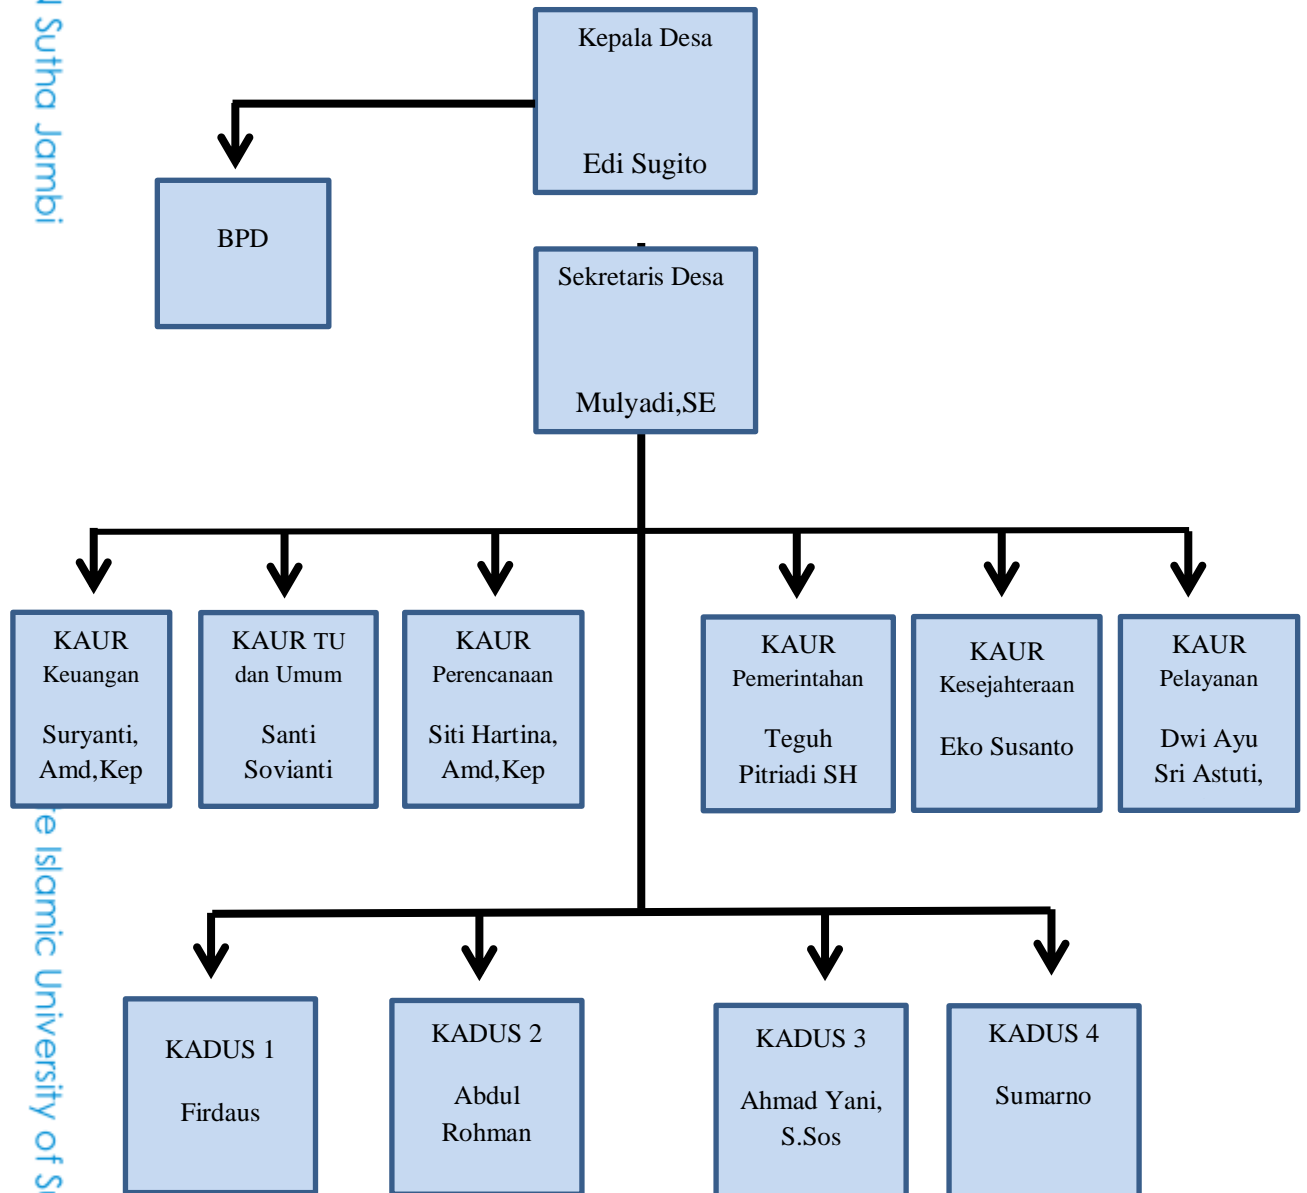 Kepala Desa
Edi Sugito
BPD
Sekretaris Desa
Mulyadi,SE
KAUR
Keuangan
Suryanti,
Amd,Kep
KAUR TU
dan Umum
Santi
Sovianti
KAUR
Perencanaan
Siti Hartina,
Amd,Kep
KAUR
Pemerintahan
Teguh
Pitriadi SH
KAUR
Kesejahteraan
Eko Susanto
KAUR
Pelayanan
Dwi Ayu
Sri Astuti,
KADUS 1
Firdaus
KADUS 2
Abdul
Rohman
KADUS 3
Ahmad Yani,
S.Sos
KADUS 4
Sumarno
Sutha Jambi
Islamic University of